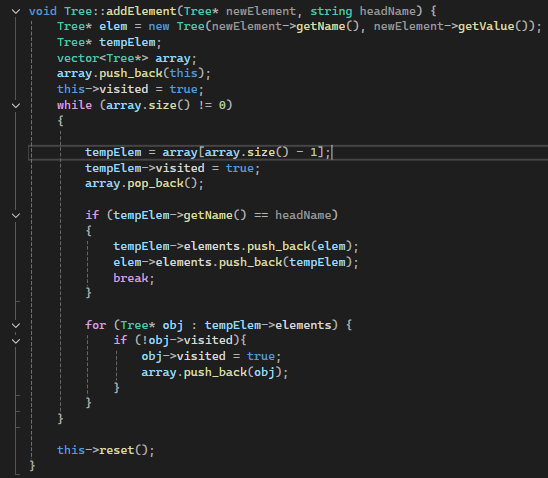 void Tree::addElement(Tree* newElement, string headName) {
    Tree* elem = new Tree(newElement->getName(), newElement->getValue());
    Tree* tempElem;
    vector<Tree*> array;
    array.push_back(this);
    this->visited = true;
    while (array.size() != 0)
    {
        tempElem = array[array.size() - 1];
        tempElem->visited = true;
        array.pop_back();
        if (tempElem->getName() == headName)
        {
            tempElem->elements.push_back(elem);
            elem->elements.push_back(tempElem);
            break;
        }
        for (Tree* obj : tempElem->elements) {
            if (!obj->visited){
                obj->visited = true;
                array.push_back(obj);
            }
        }
    }
    this->reset();
}